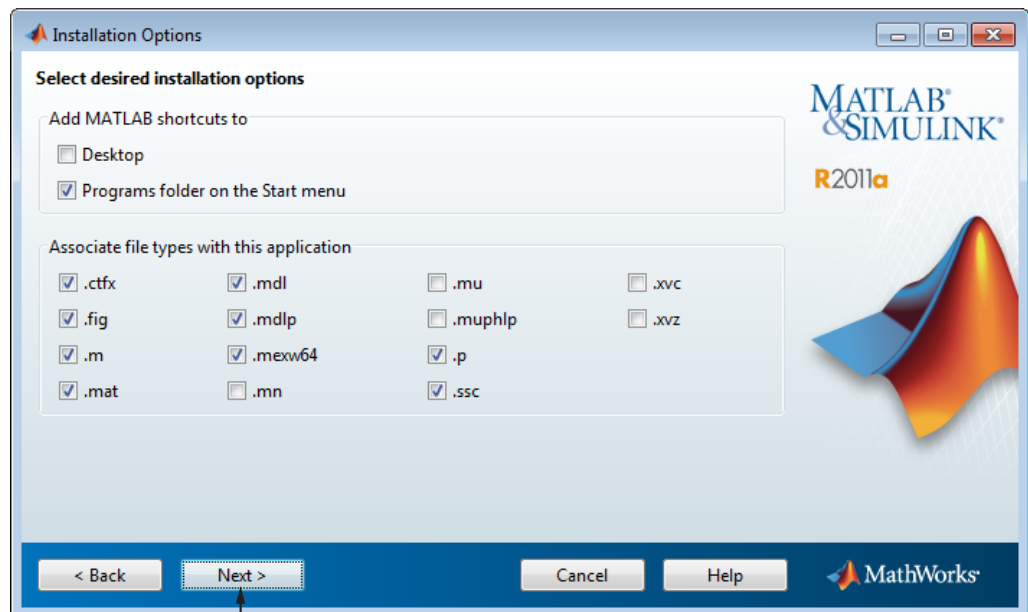 Installation Options
Select desired installation options
MATLAB®
&SIMULINK®
R2011a
Add MATLAB shortcuts to
Desktop
Programs folder on the Start menu
Associate file types with this application
.ctfx .mdl .mu .xvc
.fig .mdlp .muphlp .xvz
.m .mexw64 .p
.mat .mn .ssc
< Back Next > Cancel Help MathWorks®